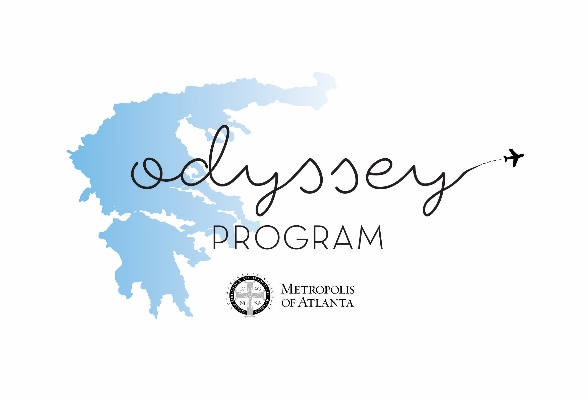 odyssey
PROGRAM
METROPOLIS
OF ATLANTA